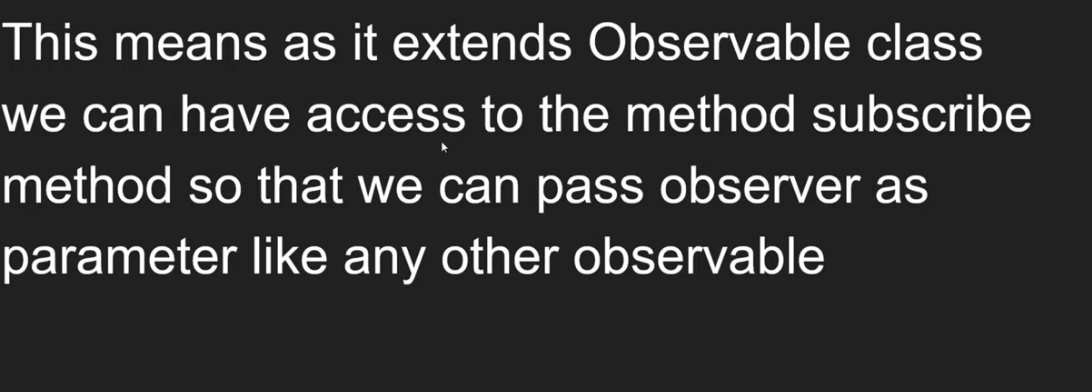 This means as it extends Observable class
we can have access to the method subscribe
method so that we can pass observer as
parameter like any other observable